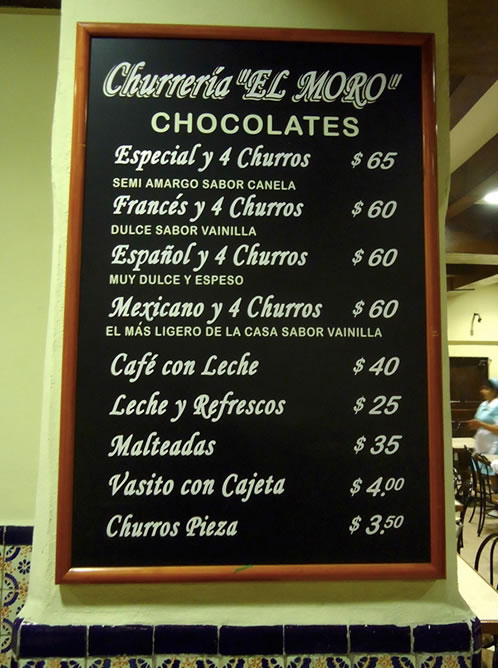 Churrería "EL MORO"
CHOCOLATES
Especial y 4 Churros $65
SEMI AMARGO SABOR CANELA
Francés y 4 Churros $60
DULCE SABOR VAINILLA
Español y 4 Churros $60
MUY DULCE Y ESPESO
Mexicano y 4 Churros $60
EL MÁS LIGERO DE LA CASA SABOR VAINILLA
Café con Leche $40
Leche y Refrescos $25
Malteadas $35
Vasito con Cajeta $4.00
Churros Pieza $3.50